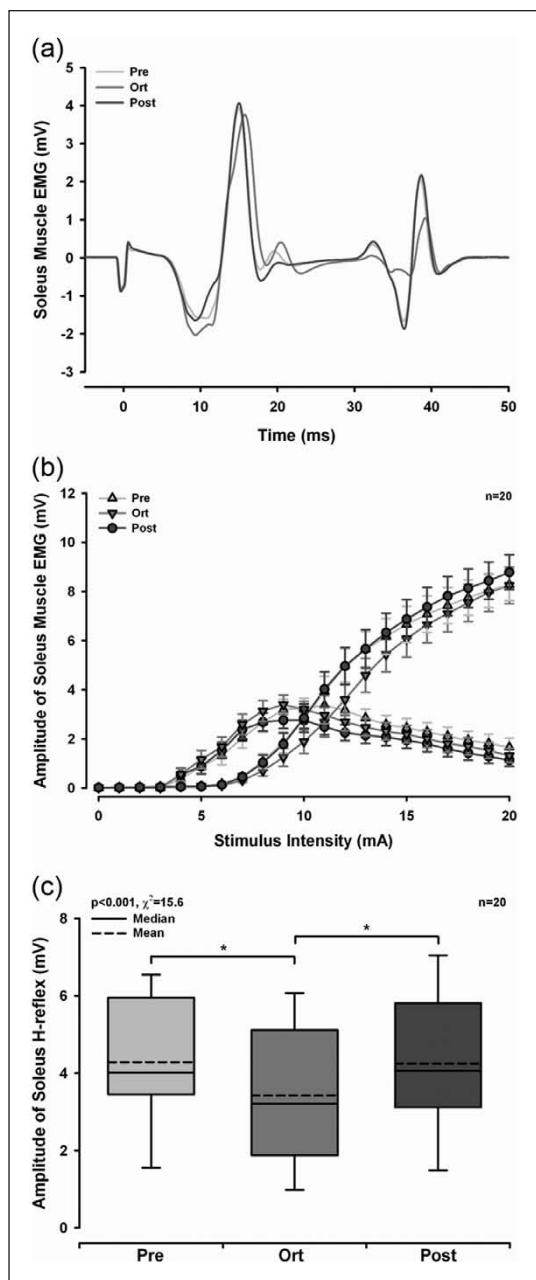 (a)
5
4
3
2
1
0
-1
-2
-3
Soleus Muscle EMG (mV)
Pre
Ort
Post
0 10 20 30 40 50
Time (ms)
(b)
12
10
8
6
4
2
0
Amplitude of Soleus Muscle EMG (mV)
Pre
Ort
Post
n=20
0 5 10 15 20
Stimulus Intensity (mA)
(c)
p<0.001, χ²=15.6
n=20
Median
Mean
8
6
4
2
0
Amplitude of Soleus H-reflex (mV)
*
*
Pre Ort Post